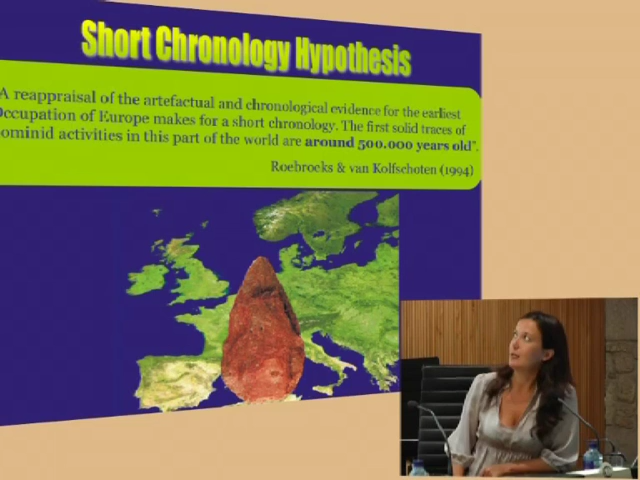 Short Chronology Hypothesis
A reappraisal of the artefactual and chronological evidence for the earliest
Occupation of Europe makes for a short chronology. The first solid traces of
ominid activities in this part of the world are around 500.000 years old".
Roebroeks & van Kolfschoten (1994)